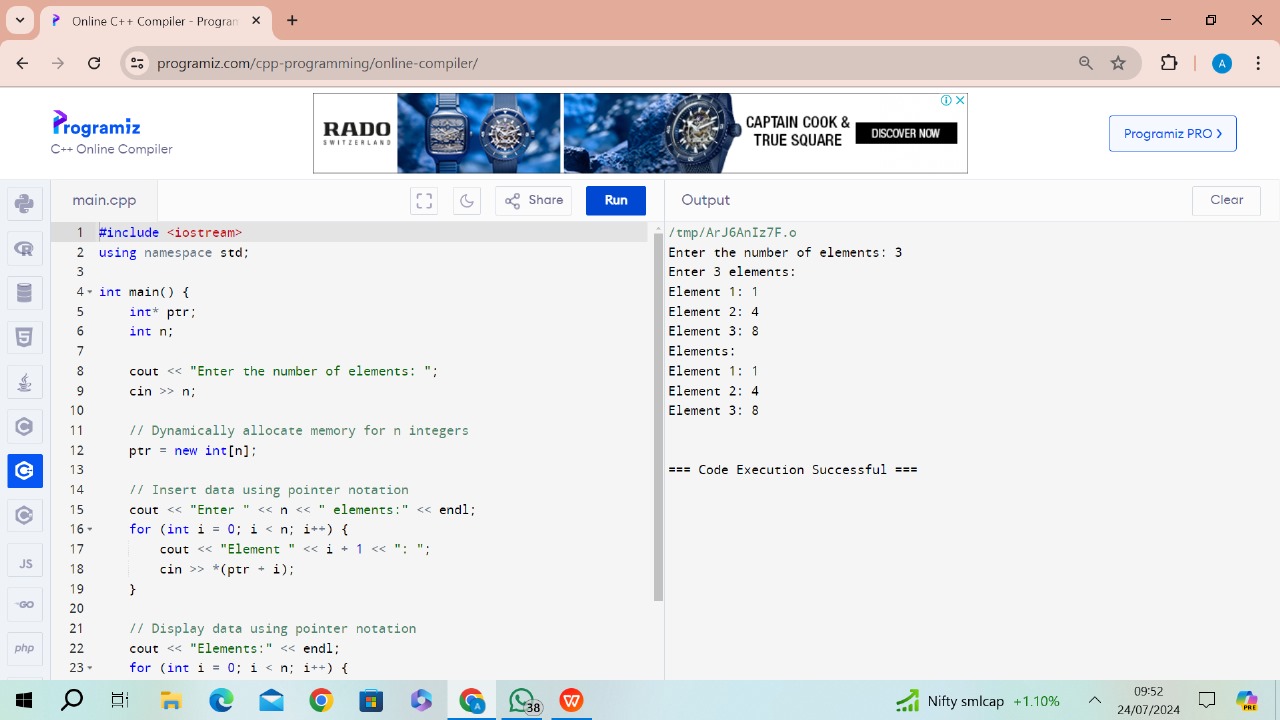 Online C++ Programming C
programiz.com/cpp-programming/online-compiler/
A
Programiz
C++ Online Compiler
RADO
SWITZERLAND
CAPTAIN COOK &
TRUE SQUARE
DISCOVER NOW
Programiz PRO
main.cpp
Share
Run
Output
Clear
1 #include <iostream>
2 using namespace std;
3
4 int main() {
5 int* ptr;
6 int n;
7
8 cout << "Enter the number of elements: ";
9 cin >> n;
10
11 // Dynamically allocate memory for n integers
12 ptr = new int[n];
13
14 // Insert data using pointer notation
15 cout << "Enter " << n << " elements:" << endl;
16 for (int i = 0; i < n; i++) {
17 cout << "Element " << i + 1 << ": ";
18 cin >> *(ptr + i);
19 }
20
21 // Display data using pointer notation
22 cout << "Elements:" << endl;
23 for (int i = 0; i < n; i++) {
/tmp/ArJ6AnIz7F.o
Enter the number of elements: 3
Enter 3 elements:
Element 1: 1
Element 2: 4
Element 3: 8
Elements:
Element 1: 1
Element 2: 4
Element 3: 8
=== Code Execution Successful ===
R
5
C
JS
GO
php
A
38
W
Nifty smlcap +1.10%
09:52
24/07/2024
PRE